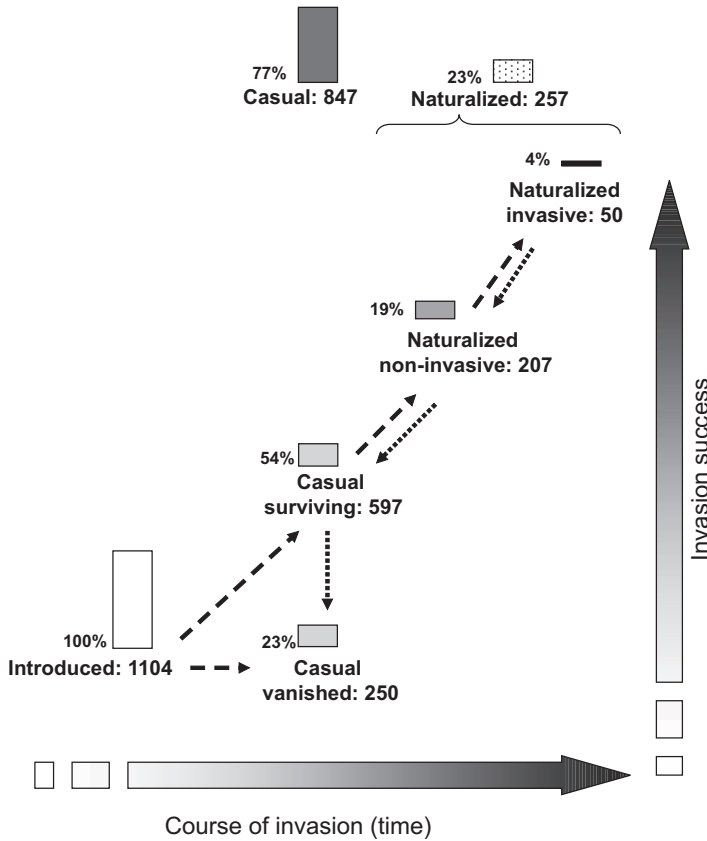 77%
Casual: 847
23%
Naturalized: 257
4%
Naturalized
invasive: 50
19%
Naturalized
non-invasive: 207
54%
Casual
surviving: 597
100%
Introduced: 1104
23%
Casual
vanished: 250
Invasion success
Course of invasion (time)